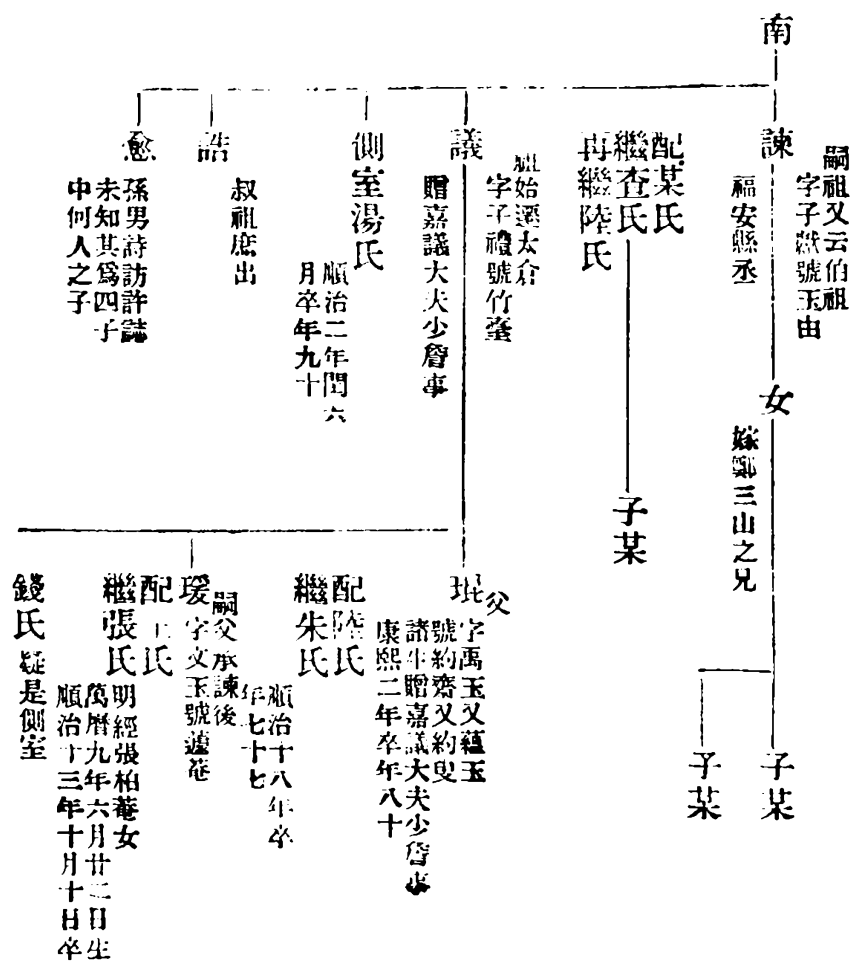 南
諫
嗣祖又云伯祖
字子 號玉由
福安縣丞
配某氏
繼查氏
再繼陸氏
議
祖始遷太倉
字子禮號竹臺
贈嘉議大夫少詹事
側室湯氏
順治二年閏六
月卒年九十
誥
叔祖庶出
愈
孫男詩訪許誌
未知其為四子
中何人之子
女
嫁鄭三山之兄
子某
子某
子某
父
琨
字禹玉又蘊玉
號約齋又約叟
諸生贈嘉議大夫少詹事
康熙二年卒年八十
配陸氏
繼朱氏
順治十八年卒
年七十七
瑗
嗣父承諫後
字文玉號蘧菴
配王氏
繼張氏
明經張柏菴女
萬曆九年六月廿二日生
順治十三年十月十日卒
錢氏
疑是側室